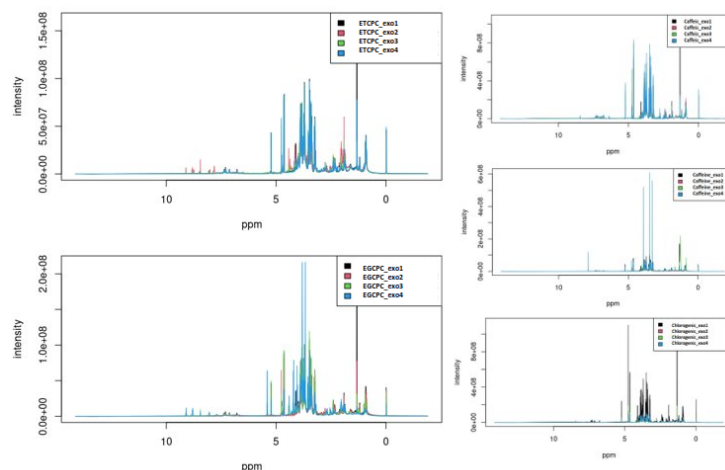 ETCPC_exo1
ETCPC_exo2
ETCPC_exo3
ETCPC_exo4
intensity
0.0e+00 5.0e+07 1.0e+08 1.5e+08
10 5 0
ppm
EGCPC_exo1
EGCPC_exo2
EGCPC_exo3
EGCPC_exo4
intensity
0.0e+00 1.0e+08 2.0e+08
10 5 0
ppm
Caffeic_exo1
Caffeic_exo2
Caffeic_exo3
Caffeic_exo4
intensity
0e+00 4e+08 8e+08
10 5 0
ppm
Caffeine_exo1
Caffeine_exo2
Caffeine_exo3
Caffeine_exo4
intensity
0e+00 2e+08 4e+08 6e+08
10 5 0
ppm
Chlorogenic_exo1
Chlorogenic_exo2
Chlorogenic_exo3
Chlorogenic_exo4
intensity
0e+00 4e+08 8e+08
10 5 0
ppm